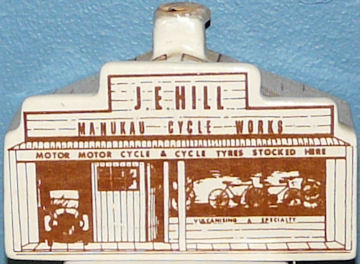 J.E.HILL
MANUKAU CYCLE WORKS
MOTOR MOTOR CYCLE & CYCLE TYRES STOCKED HERE
VULCANISING A SPECIALTY